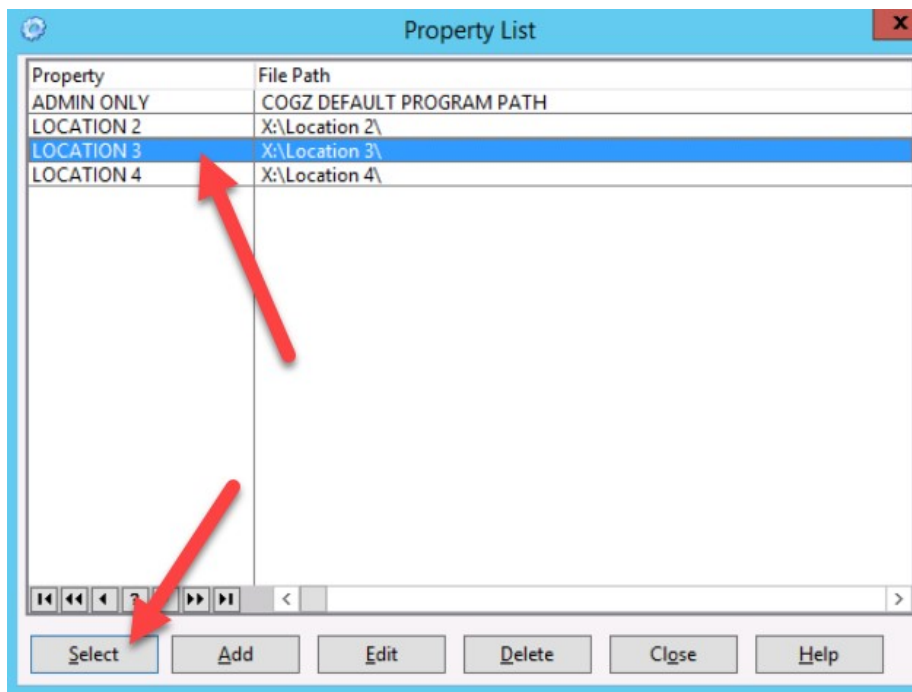 Property List
x
Property File Path
ADMIN ONLY COGZ DEFAULT PROGRAM PATH
LOCATION 2 X:\Location 2\
LOCATION 3 X:\Location 3\
LOCATION 4 X:\Location 4\
?
Select Add Edit Delete Close Help